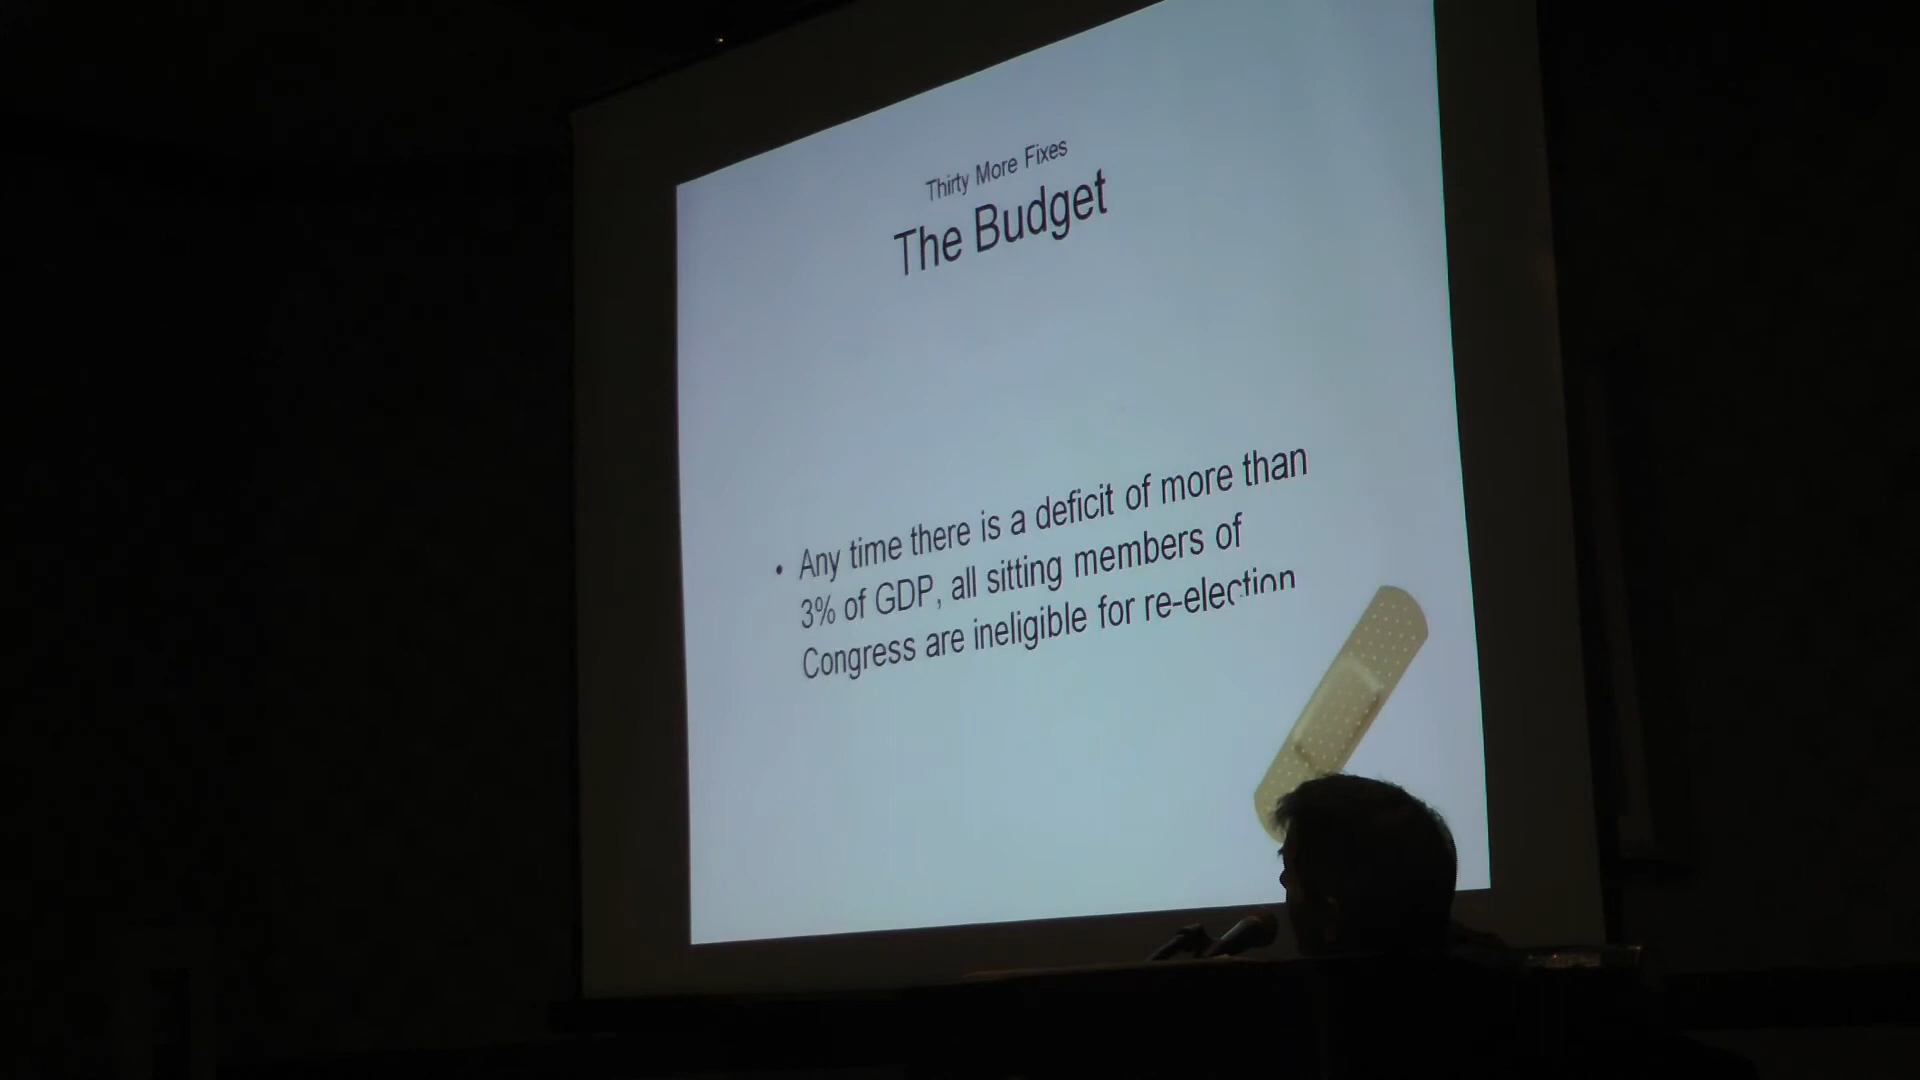 Thirty More Fixes
The Budget
• Any time there is a deficit of more than
3% of GDP, all sitting members of
Congress are ineligible for re-election